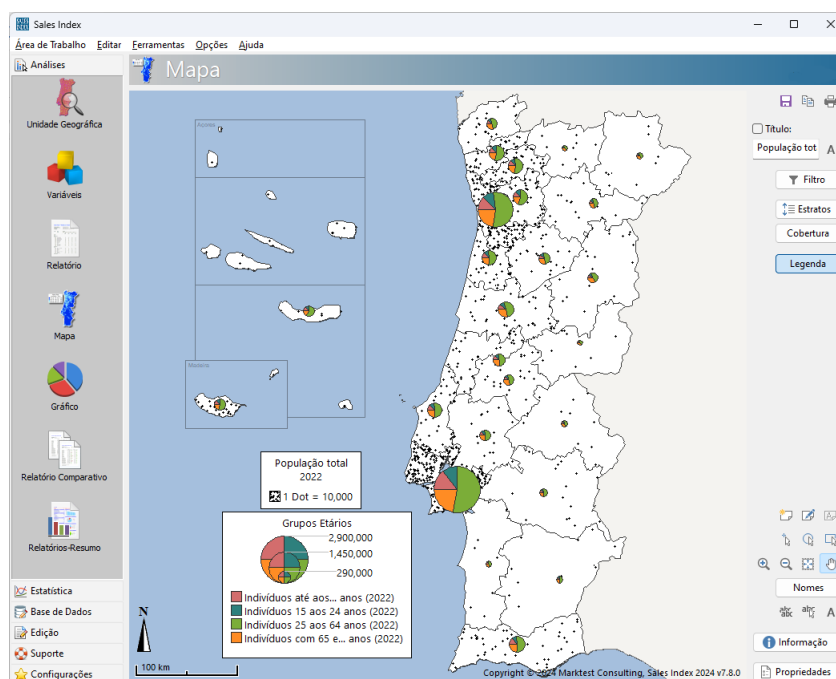 Sales Index
Área de Trabalho Editar Ferramentas Opções Ajuda
Análises
Mapa
Unidade Geográfica
Variáveis
Relatório
Mapa
Gráfico
Relatório Comparativo
Relatórios-Resumo
Estatística
Base de Dados
Edição
Suporte
Configurações
Açores
Madeira
População total
2022
1 Dot = 10,000
Grupos Etários
2,900,000
1,450,000
290,000
Indivíduos até aos... anos (2022)
Indivíduos 15 aos 24 anos (2022)
Indivíduos 25 aos 64 anos (2022)
Indivíduos com 65 e... anos (2022)
N
100 km
Copyright © 2024 Marktest Consulting, Sales Index 2024 v7.8.0
Título:
População tot
A
Filtro
Estratos
Cobertura
Legenda
Nomes
abc abc A
Informação
Propriedades